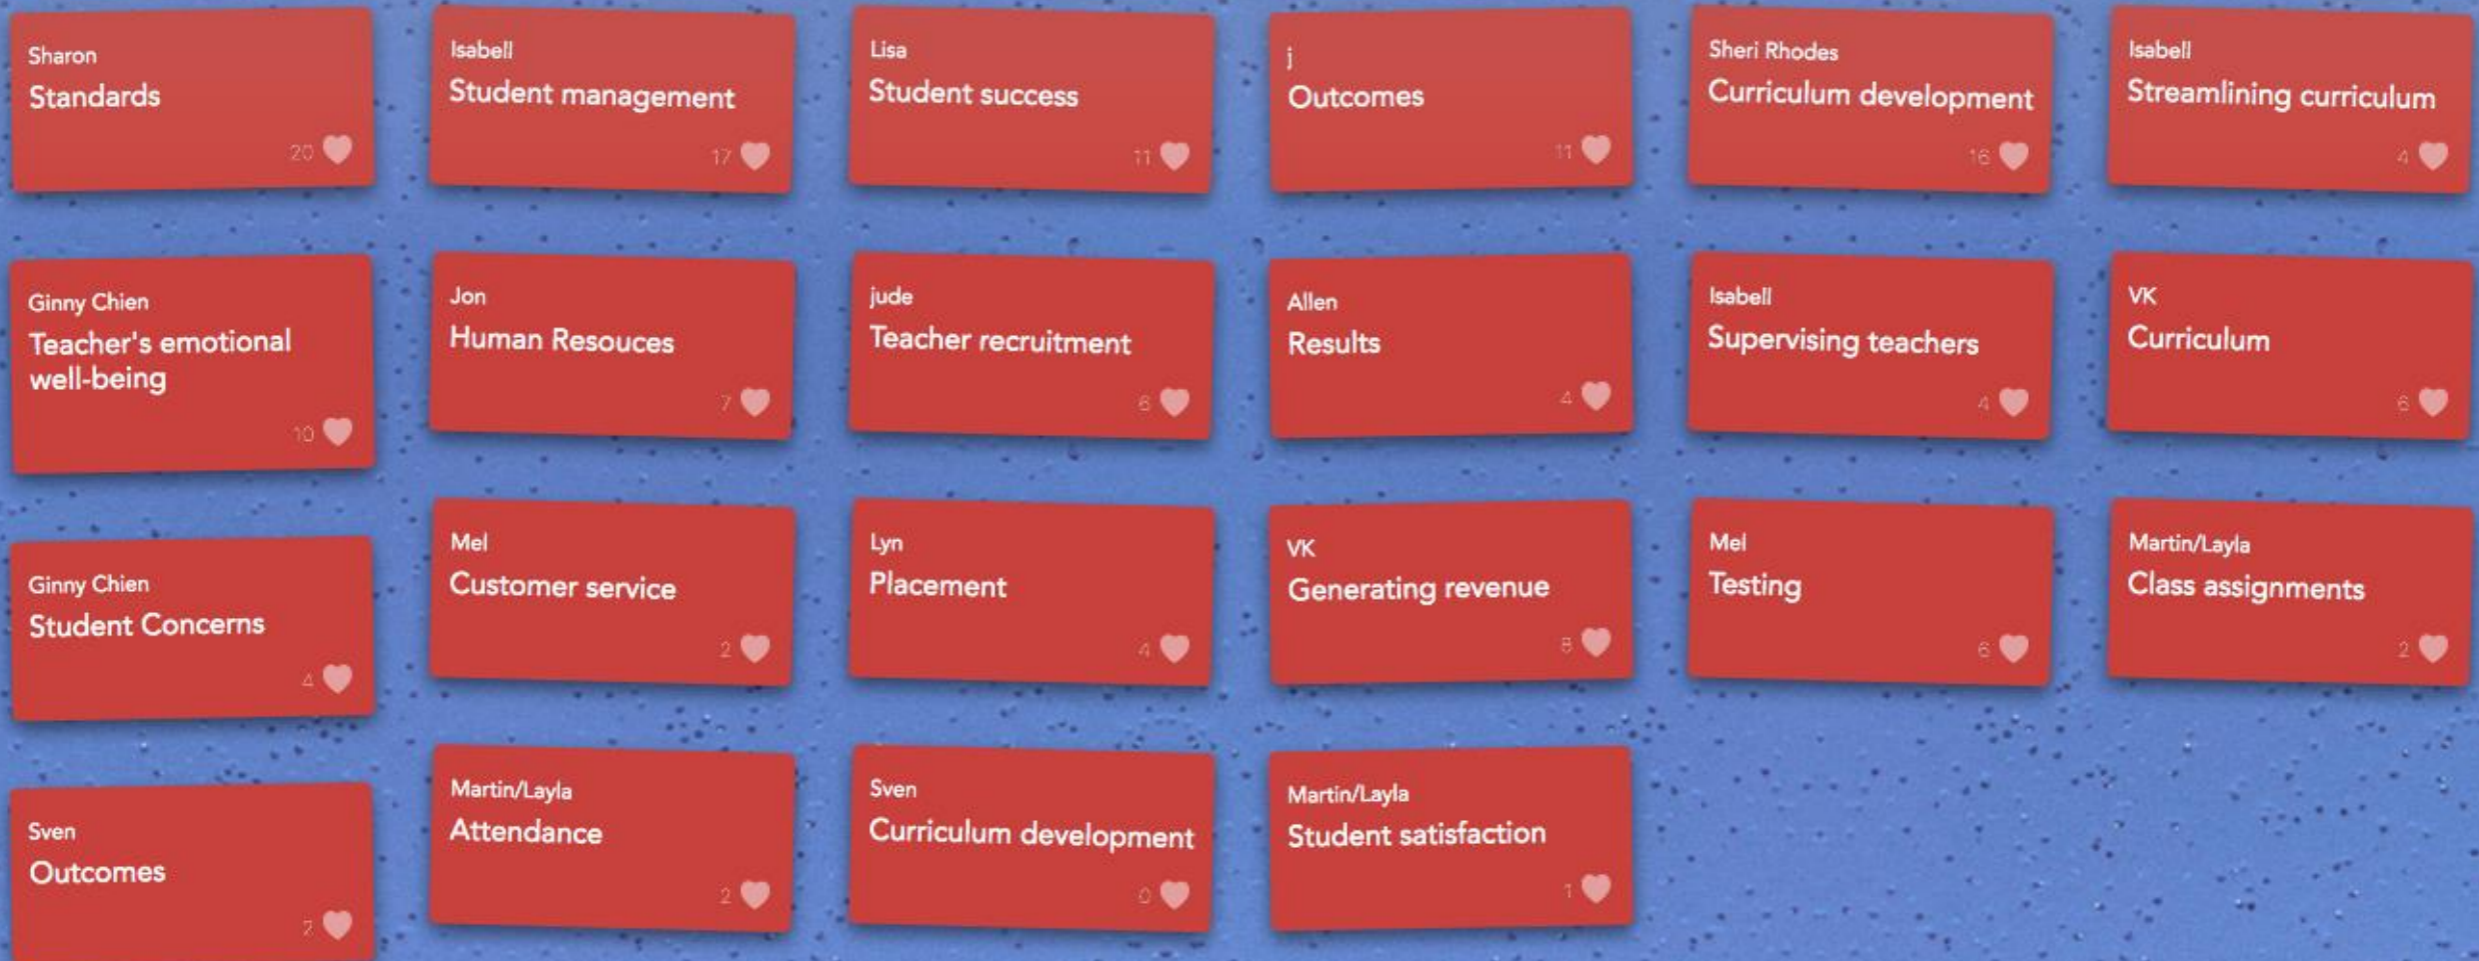 Sharon
Standards
20
Isabell
Student management
17
Lisa
Student success
11
j
Outcomes
11
Sheri Rhodes
Curriculum development
16
Isabell
Streamlining curriculum
4
Ginny Chien
Teacher's emotional
well-being
10
Jon
Human Resouces
7
jude
Teacher recruitment
6
Allen
Results
4
Isabell
Supervising teachers
4
VK
Curriculum
6
Ginny Chien
Student Concerns
4
Mel
Customer service
2
Lyn
Placement
4
VK
Generating revenue
8
Mel
Testing
6
Martin/Layla
Class assignments
2
Sven
Outcomes
2
Martin/Layla
Attendance
2
Sven
Curriculum development
0
Martin/Layla
Student satisfaction
1